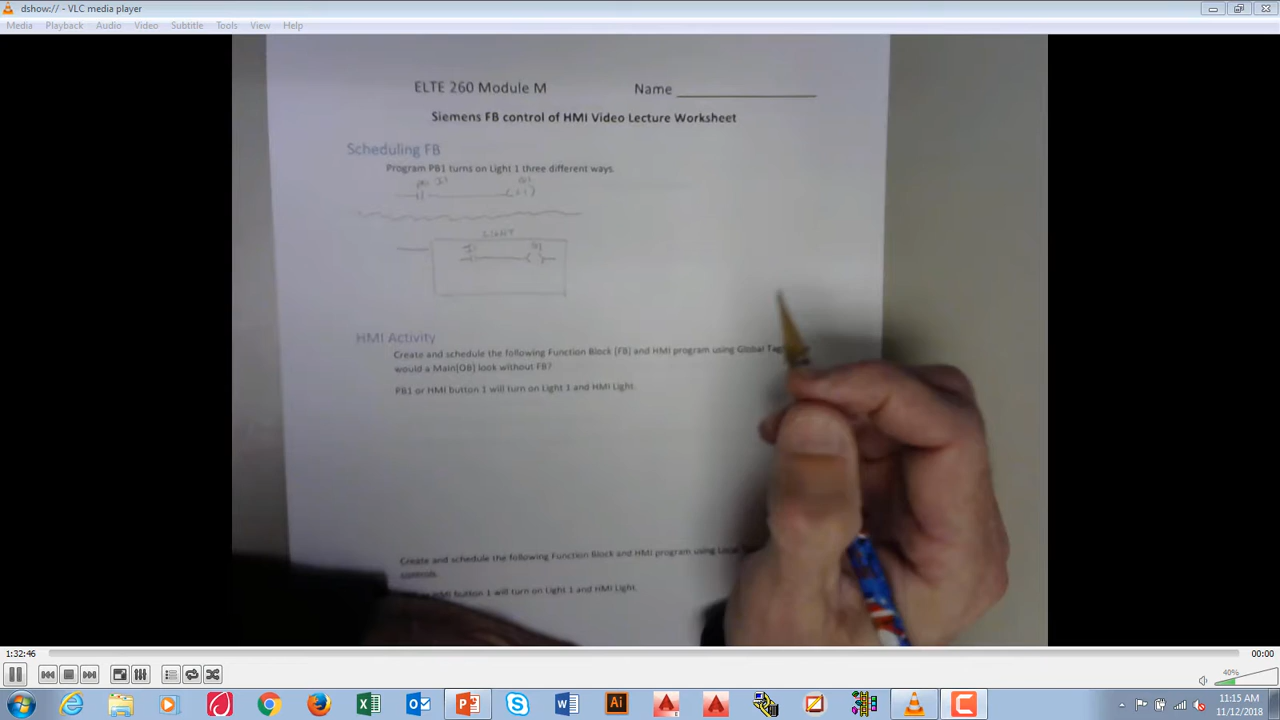 dshow:// - VLC media player
Media Playback Audio Video Subtitle Tools View Help
ELTE 260 Module M Name
Siemens FB control of HMI Video Lecture Worksheet
Scheduling FB
Program PB1 turns on Light 1 three different ways.
LIGHT
HMI Activity
Create and schedule the following Function Block (FB) and HMI program using Global
would a Main(OB) look without FB?
PB1 or HMI button 1 will turn on Light 1 and HMI Light.
Create and schedule the following Function Block and HMI program using Local
controls.
HMI button 1 will turn on Light 1 and HMI Light.
1:32:46 00:00
40%
11:15 AM
11/12/2018